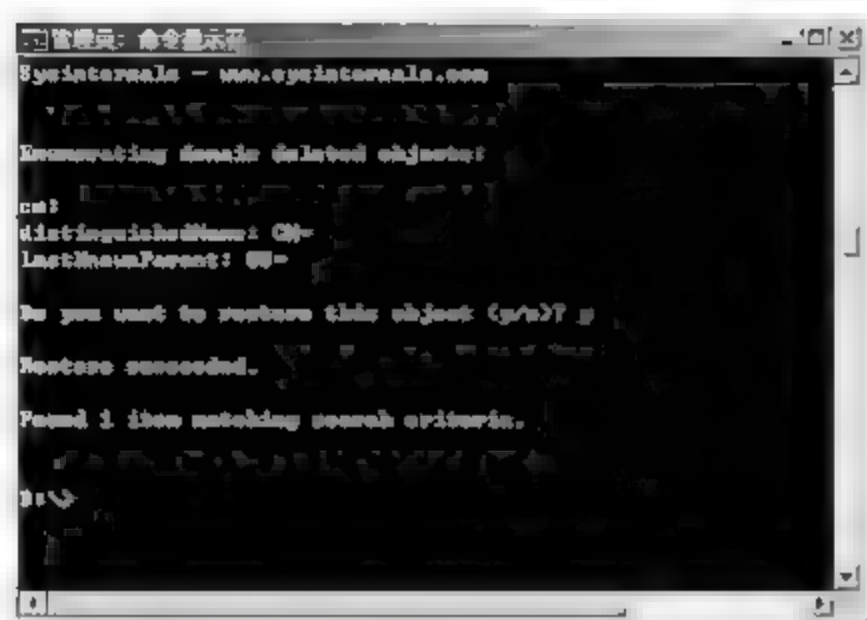 管理员: 命令提示符
Sysinternals - www.sysinternals.com
Enumerating domain deleted objects:
cn:
distinguishedName: CN=
lastKnownParent: OU=
Do you want to restore this object (y/n)? y
Restore succeeded.
Found 1 item matching search criteria.
D:\>